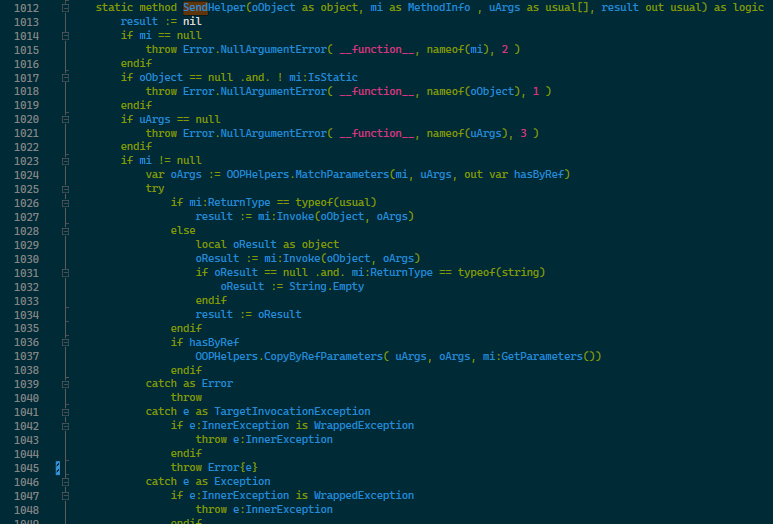 1012 static method SendHelper(oObject as object, mi as MethodInfo , uArgs as usual[], result out usual) as logic
1013 result := nil
1014 if mi == null
1015 throw Error.NullArgumentError( __function__, nameof(mi), 2 )
1016 endif
1017 if oObject == null .and. ! mi:IsStatic
1018 throw Error.NullArgumentError( __function__, nameof(oObject), 1 )
1019 endif
1020 if uArgs == null
1021 throw Error.NullArgumentError( __function__, nameof(uArgs), 3 )
1022 endif
1023 if mi != null
1024 var oArgs := OOPHelpers.MatchParameters(mi, uArgs, out var hasByRef)
1025 try
1026 if mi:ReturnType == typeof(usual)
1027 result := mi:Invoke(oObject, oArgs)
1028 else
1029 local oResult as object
1030 oResult := mi:Invoke(oObject, oArgs)
1031 if oResult == null .and. mi:ReturnType == typeof(string)
1032 oResult := String.Empty
1033 endif
1034 result := oResult
1035 endif
1036 if hasByRef
1037 OOPHelpers.CopyByRefParameters( uArgs, oArgs, mi:GetParameters())
1038 endif
1039 catch as Error
1040 throw
1041 catch e as TargetInvocationException
1042 if e:InnerException is WrappedException
1043 throw e:InnerException
1044 endif
1045 throw Error{e}
1046 catch e as Exception
1047 if e:InnerException is WrappedException
1048 throw e:InnerException
1049 endif